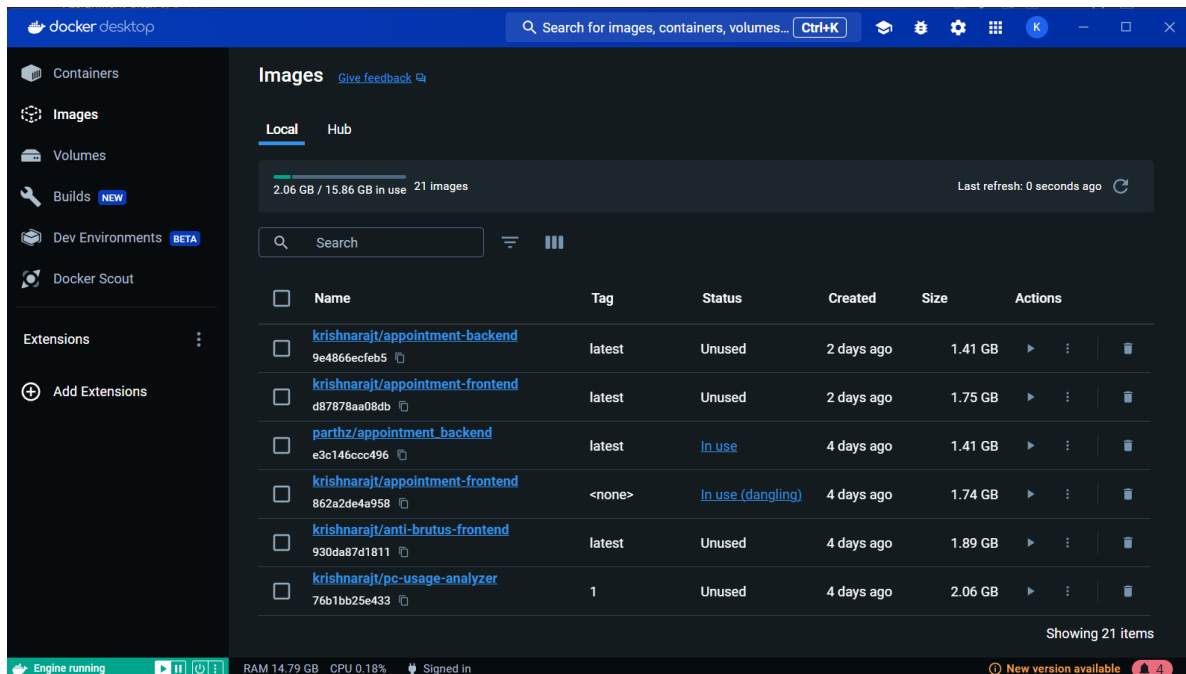 docker desktop
Search for images, containers, volumes... Ctrl+K
K
Containers
Images
Volumes
Builds NEW
Dev Environments BETA
Docker Scout
Extensions
Add Extensions
Images Give feedback
Local Hub
2.06 GB / 15.86 GB in use 21 images Last refresh: 0 seconds ago
Search
Name Tag Status Created Size Actions
krishnarajt/appointment-backend
9e4866ecfeb5 latest Unused 2 days ago 1.41 GB
krishnarajt/appointment-frontend
d87878aa08db latest Unused 2 days ago 1.75 GB
parthz/appointment_backend
e3c146ccc496 latest In use 4 days ago 1.41 GB
krishnarajt/appointment-frontend
862a2de4a958 <none> In use (dangling) 4 days ago 1.74 GB
krishnarajt/anti-brutus-frontend
930da87d1811 latest Unused 4 days ago 1.89 GB
krishnarajt/pc-usage-analyzer
76b1bb25e433 1 Unused 4 days ago 2.06 GB
Showing 21 items
Engine running RAM 14.79 GB CPU 0.18% Signed in New version available 4